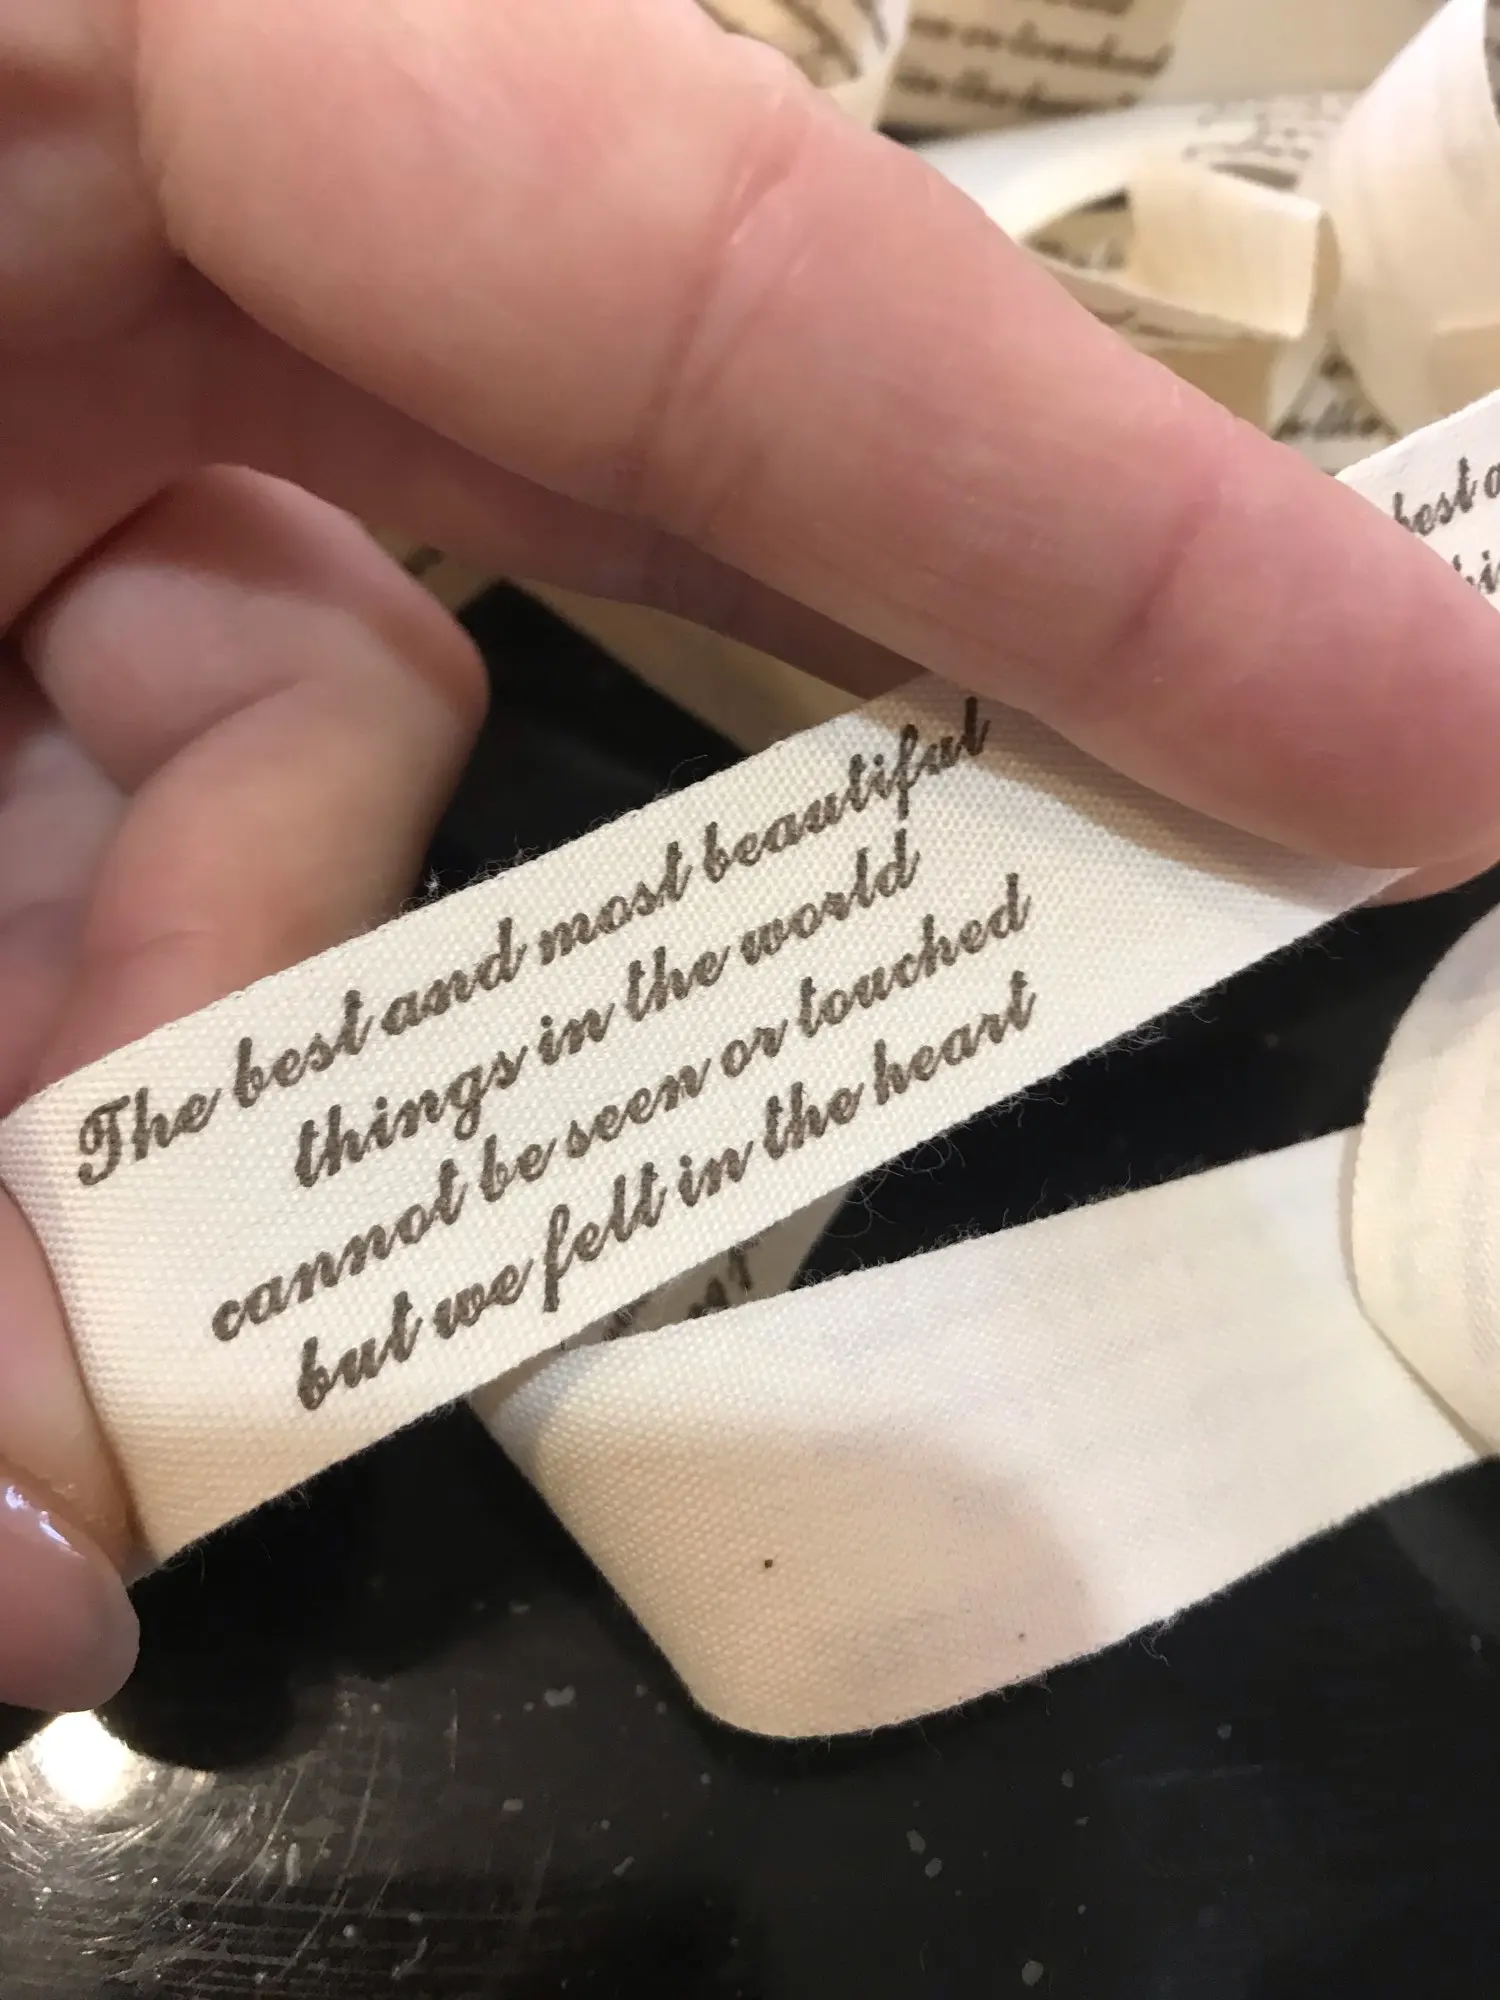 The best and most beautiful
things in the world
cannot be seen or touched
but we felt in the heart
best